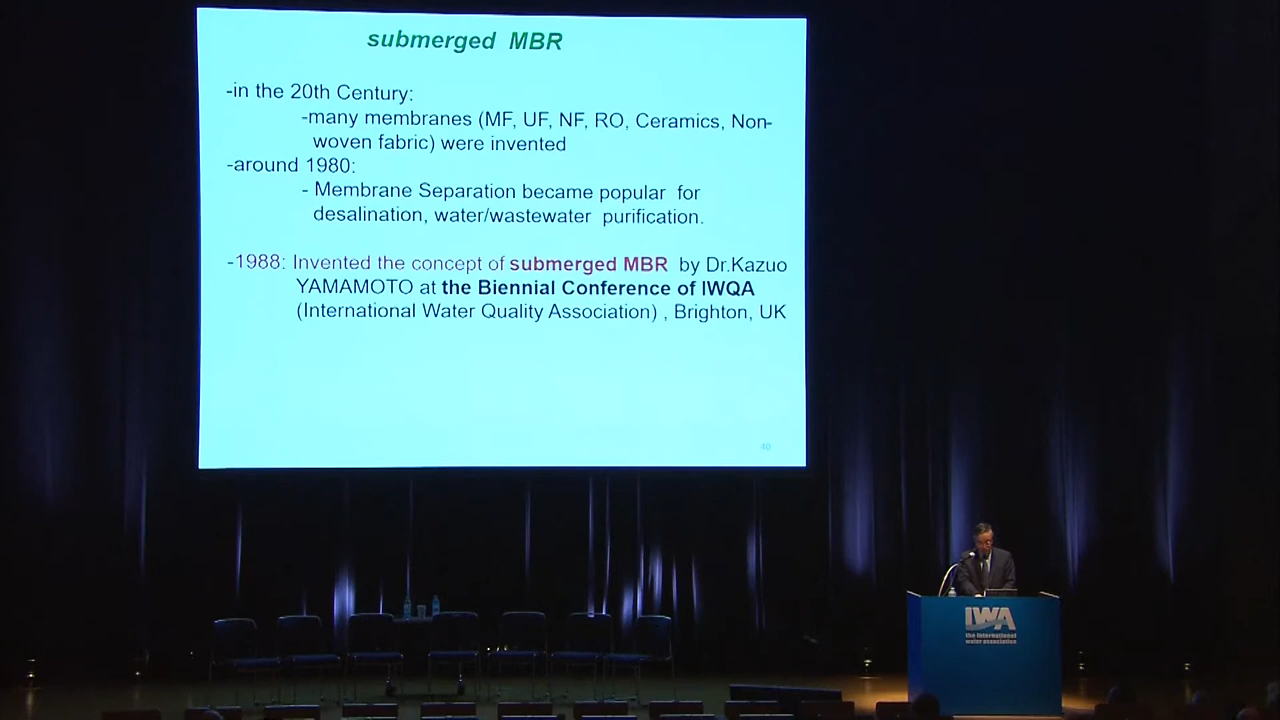 submerged MBR
-in the 20th Century:
-many membranes (MF, UF, NF, RO, Ceramics, Non-
woven fabric) were invented
-around 1980:
- Membrane Separation became popular for
desalination, water/wastewater purification.
-1988: Invented the concept of submerged MBR by Dr.Kazuo
YAMAMOTO at the Biennial Conference of IWQA
(International Water Quality Association) , Brighton, UK
40
IWA
the international
water association